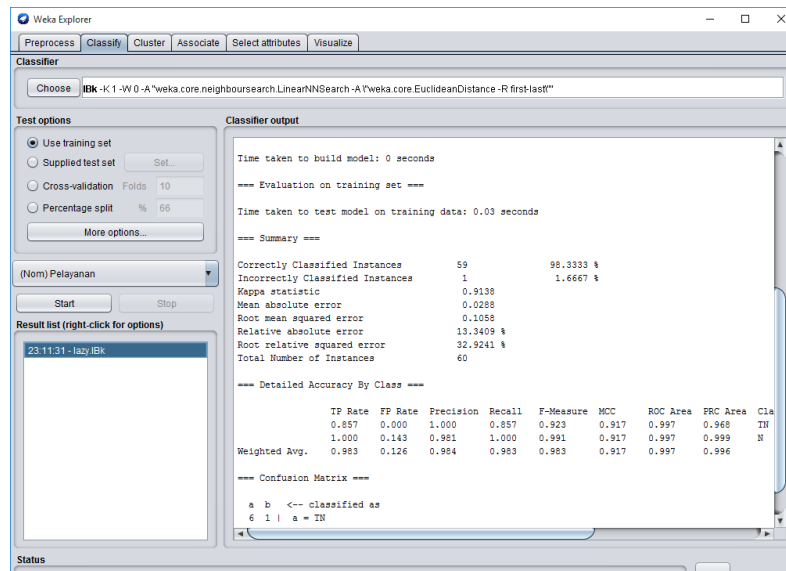 Weka Explorer
Preprocess Classify Cluster Associate Select attributes Visualize
Classifier
Choose IBk -K 1 -W 0 -A "weka.core.neighboursearch.LinearNNSearch -A \"weka.core.EuclideanDistance -R first-last\""
Test options
Use training set
Supplied test set Set...
Cross-validation Folds 10
Percentage split % 66
More options...
(Nom) Pelayanan
Start Stop
Result list (right-click for options)
23:11:31 - lazy.IBk
Classifier output
Time taken to build model: 0 seconds
=== Evaluation on training set ===
Time taken to test model on training data: 0.03 seconds
=== Summary ===
Correctly Classified Instances 59 98.3333 %
Incorrectly Classified Instances 1 1.6667 %
Kappa statistic 0.9138
Mean absolute error 0.0288
Root mean squared error 0.1058
Relative absolute error 13.3409 %
Root relative squared error 32.9241 %
Total Number of Instances 60
=== Detailed Accuracy By Class ===
TP Rate FP Rate Precision Recall F-Measure MCC ROC Area PRC Area Cla
0.857 0.000 1.000 0.857 0.923 0.917 0.997 0.968 TN
1.000 0.143 0.981 1.000 0.991 0.917 0.997 0.999 N
Weighted Avg. 0.983 0.126 0.984 0.983 0.983 0.917 0.997 0.996
=== Confusion Matrix ===
a b <-- classified as
6 1 | a = TN
Status